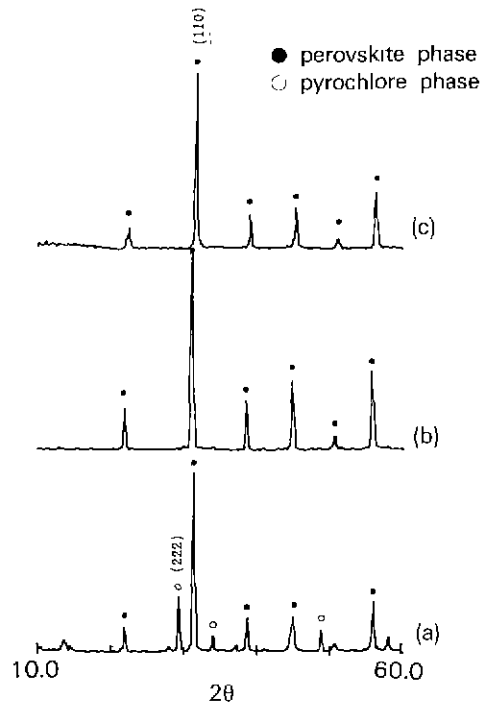 (110)
● perovskite phase
○ pyrochlore phase
(c)
(b)
(222)
(a)
10.0
60.0
2θ